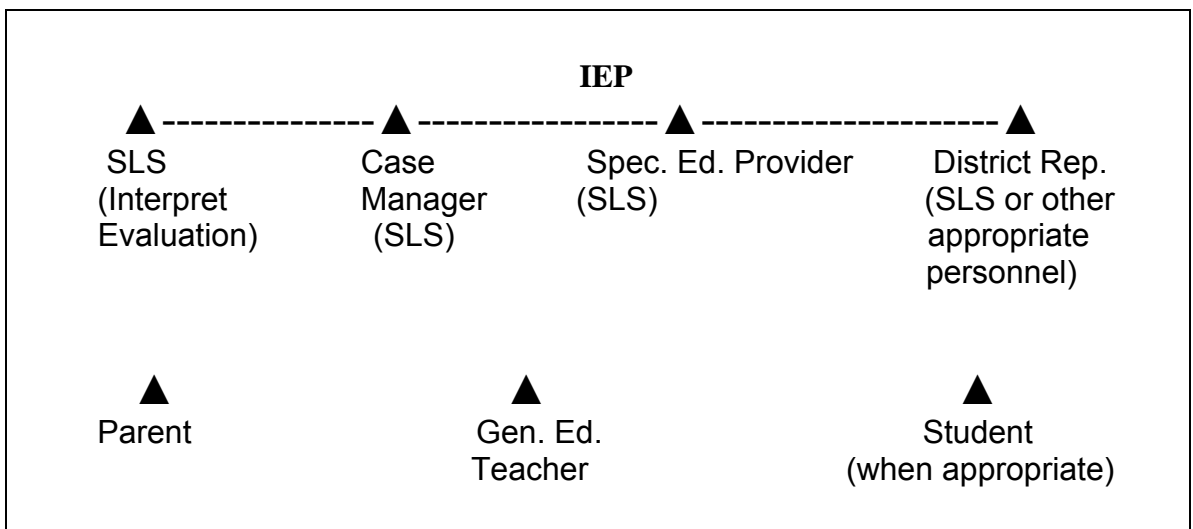 IEP
▲ --------------- ▲ ----------------- ▲ --------------------- ▲
SLS Case Spec. Ed. Provider District Rep.
(Interpret Manager (SLS) (SLS or other
Evaluation) (SLS) appropriate
personnel)
▲ ▲ ▲
Parent Gen. Ed. Student
Teacher (when appropriate)